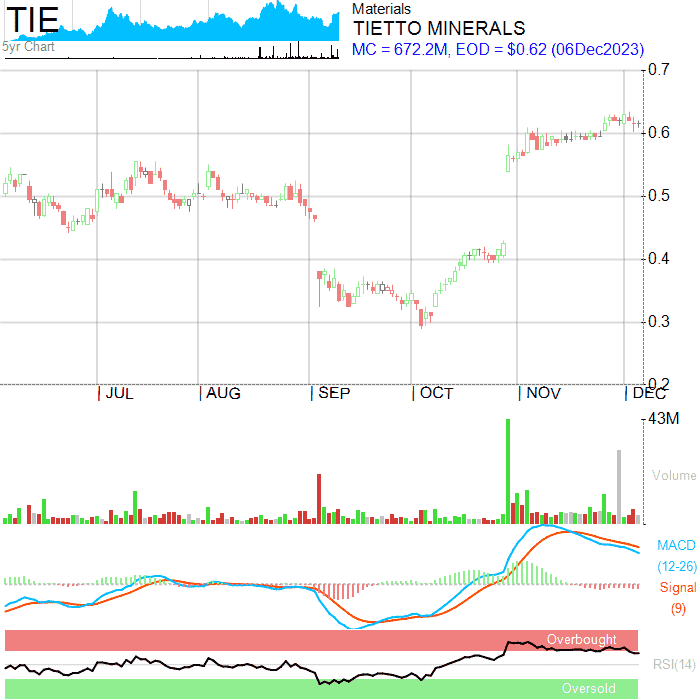 TIE
5yr Chart
Materials
TIETTO MINERALS
MC = 672.2M, EOD = $0.62 (06Dec2023)
0.7
0.6
0.5
0.4
0.3
0.2
JUL
AUG
SEP
OCT
NOV
DEC
43M
Volume
MACD
(12-26)
Signal
(9)
Overbought
RSI(14)
Oversold